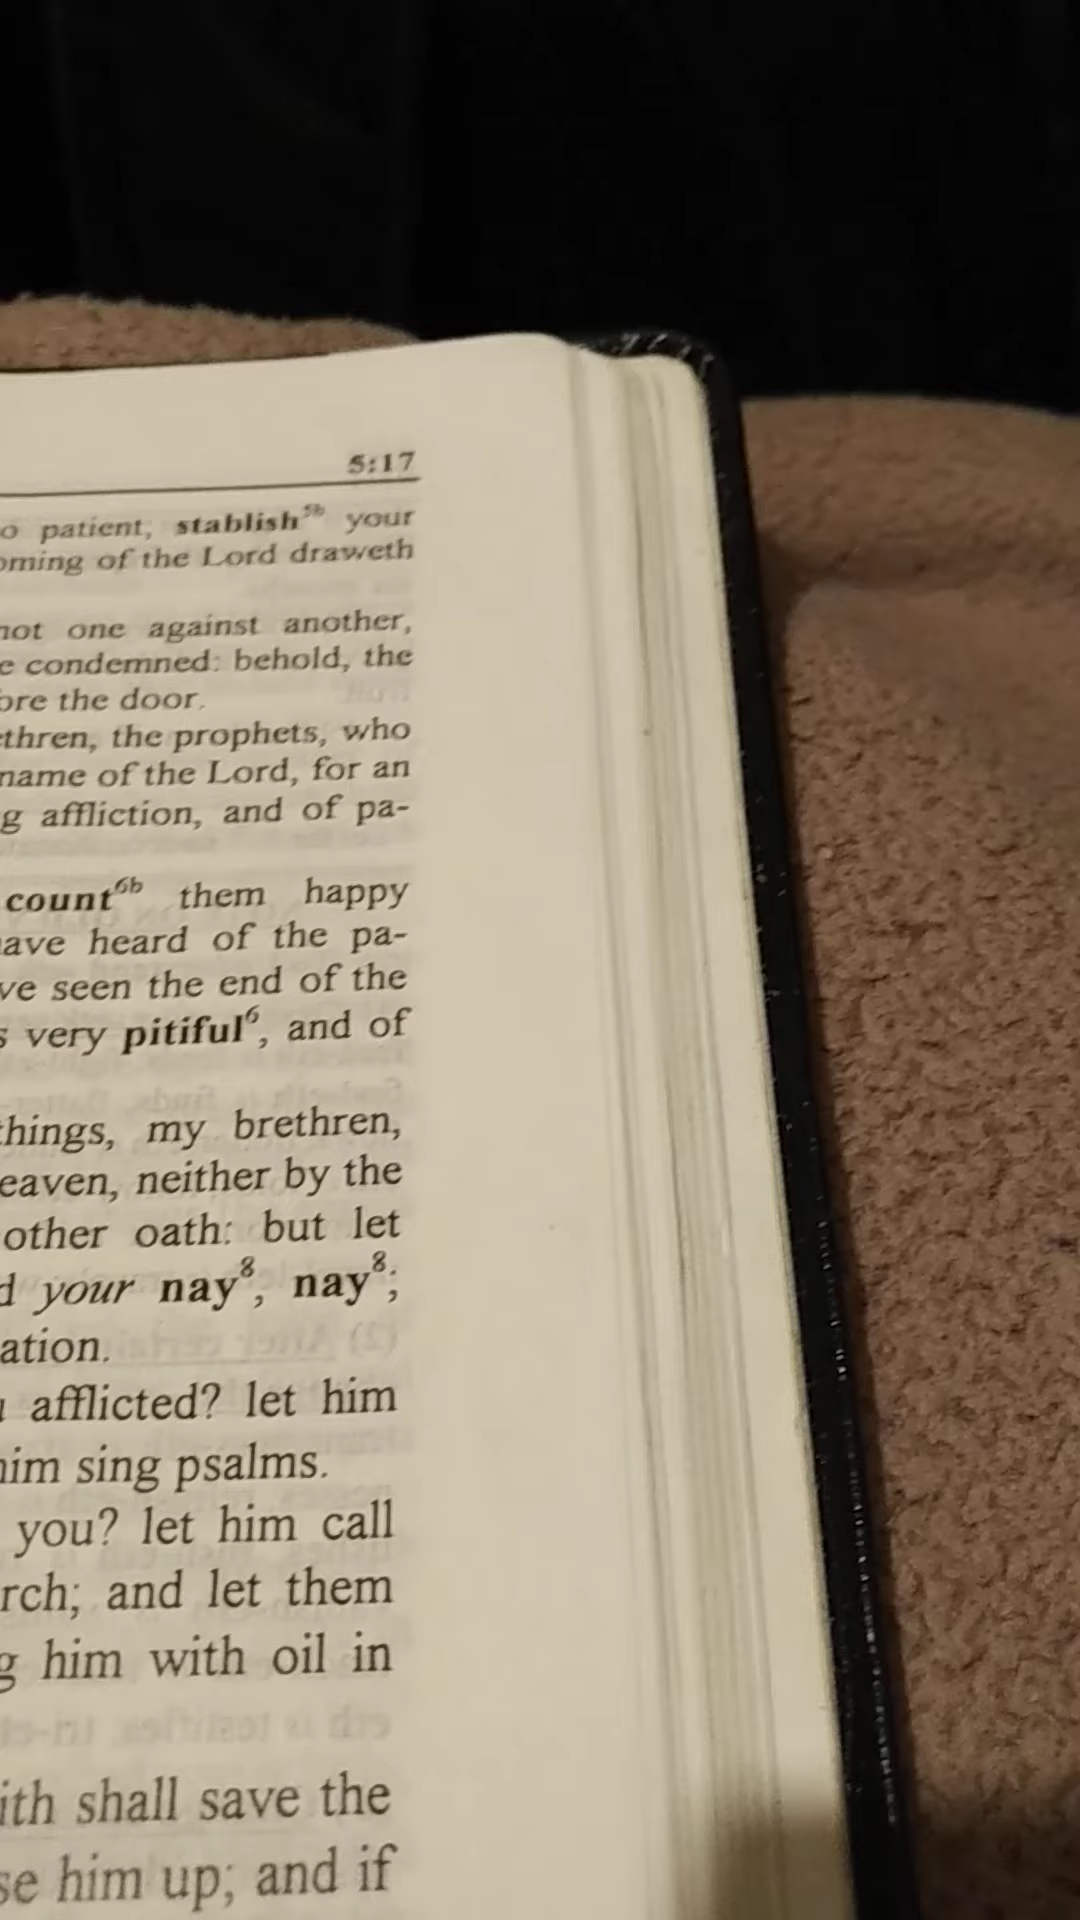 5:17
patient, stablish⁵ᵇ your
oming of the Lord draweth
not one against another,
e condemned: behold, the
ore the door.
ethren, the prophets, who
name of the Lord, for an
g affliction, and of pa-
count⁶ᵇ them happy
ave heard of the pa-
ve seen the end of the
s very pitiful⁶, and of
things, my brethren,
eaven, neither by the
other oath: but let
d your nay⁸, nay⁸;
ation.
afflicted? let him
him sing psalms.
you? let him call
rch; and let them
g him with oil in
ith shall save the
se him up; and if